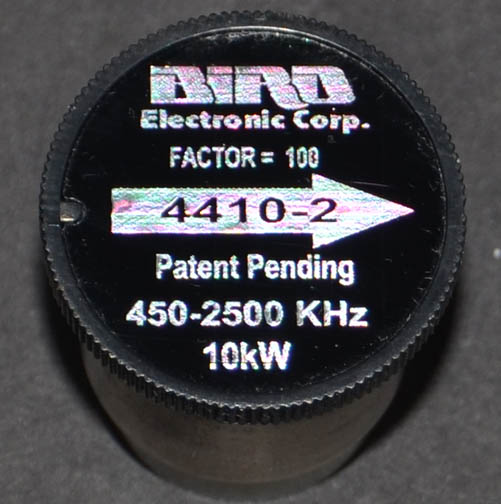 BIRD
Electronic Corp.
FACTOR = 100
4410-2
Patent Pending
450-2500 KHz
10kW